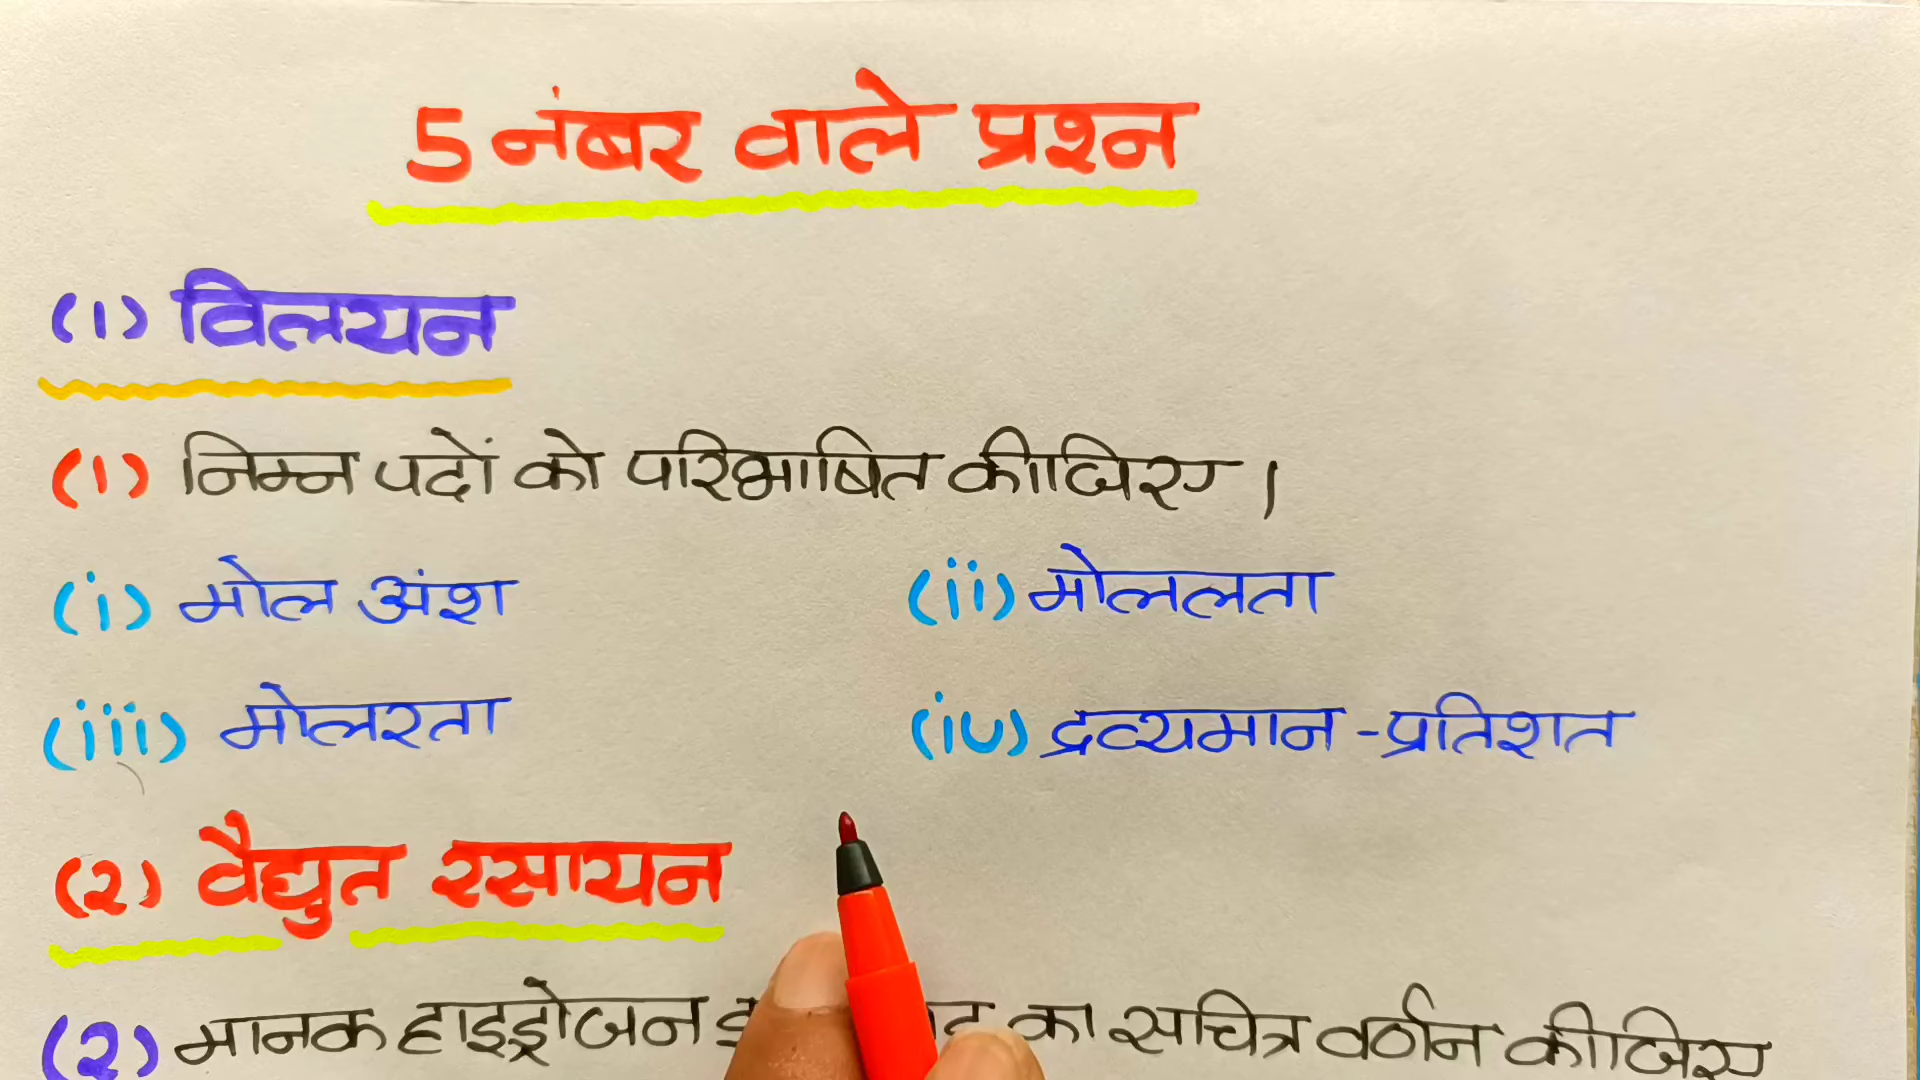 5 नंबर वाले प्रश्न
(1) विलयन
(1) निम्न पदों को परिभाषित कीजिए।
(i) मोल अंश (ii) मोललता
(iii) मोलरता (iv) द्रव्यमान-प्रतिशत
(2) वैद्युत रसायन
(2) मानक हाइड्रोजन का सचित्र वर्णन कीजिए